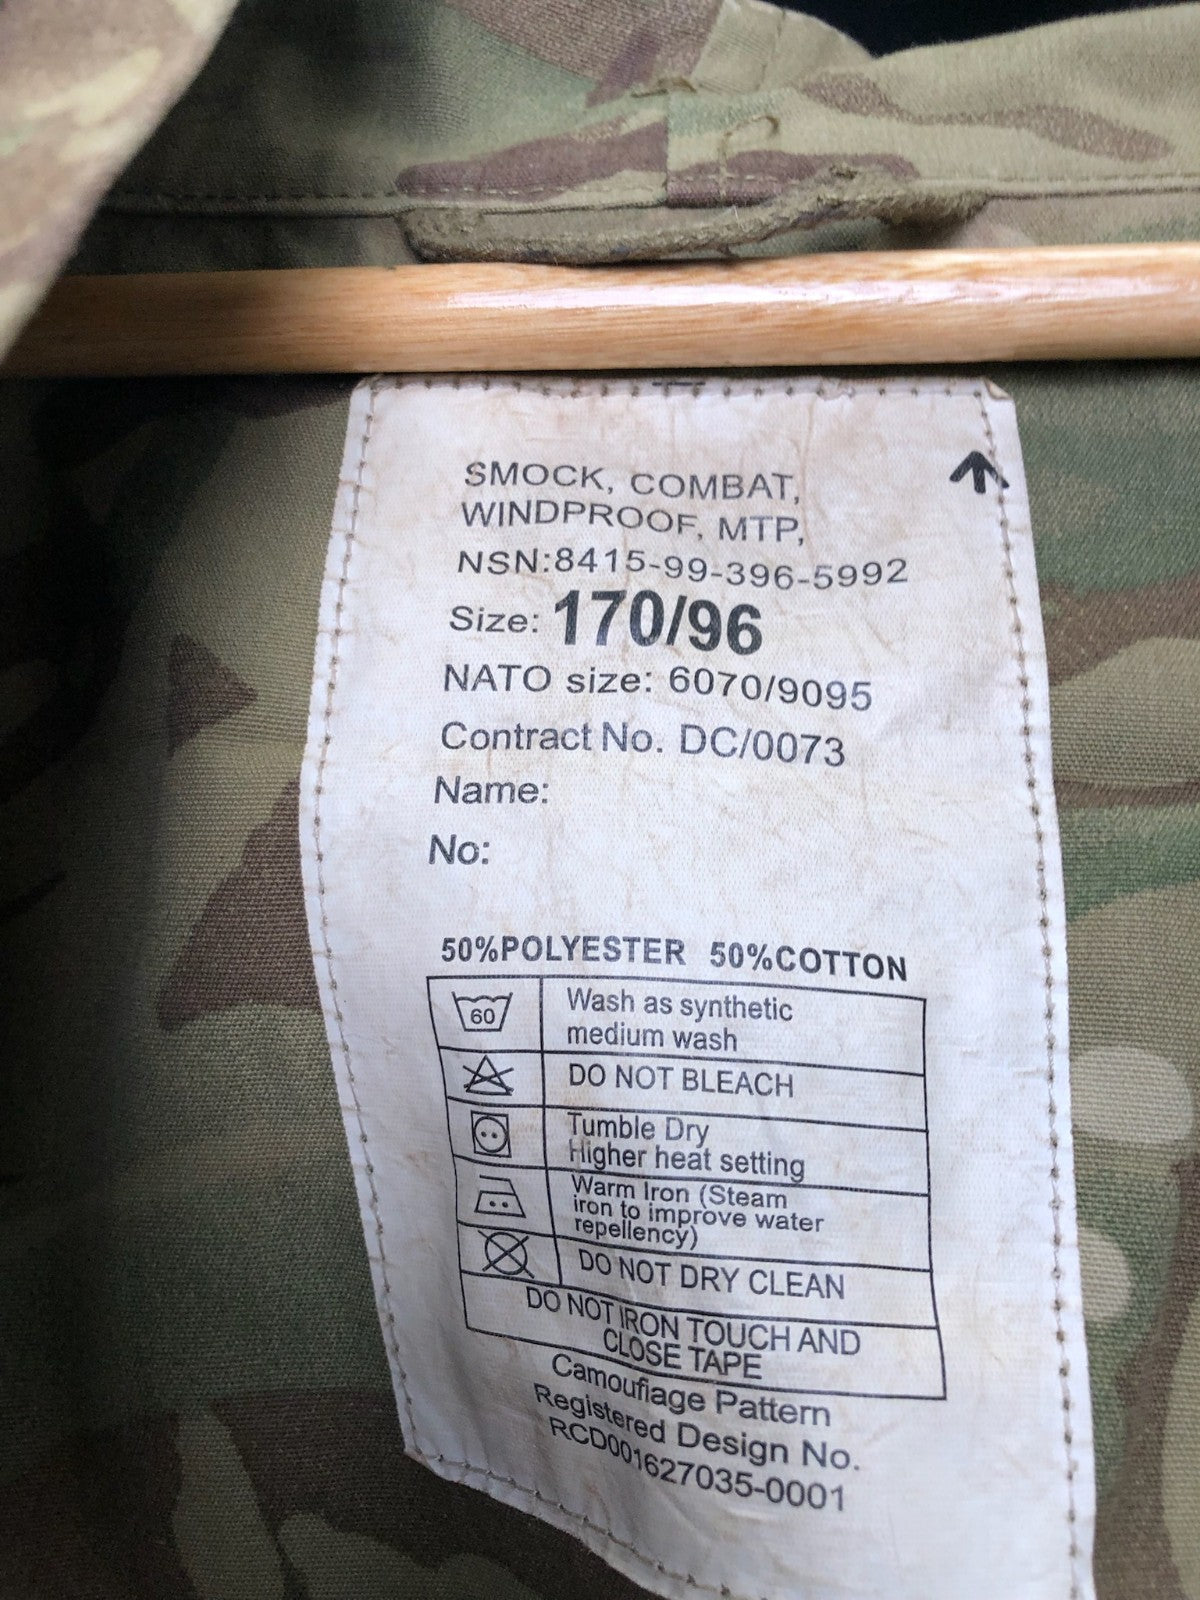 SMOCK, COMBAT,
WINDPROOF, MTP,
NSN:8415-99-396-5992
Size: 170/96
NATO size: 6070/9095
Contract No. DC/0073
Name:
No:
50%POLYESTER 50%COTTON
60
Wash as synthetic
medium wash
DO NOT BLEACH
Tumble Dry
Higher heat setting
Warm Iron (Steam
iron to improve water
repellency)
DO NOT DRY CLEAN
DO NOT IRON TOUCH AND
CLOSE TAPE
Camouflage Pattern
Registered Design No.
RCD001627035-0001